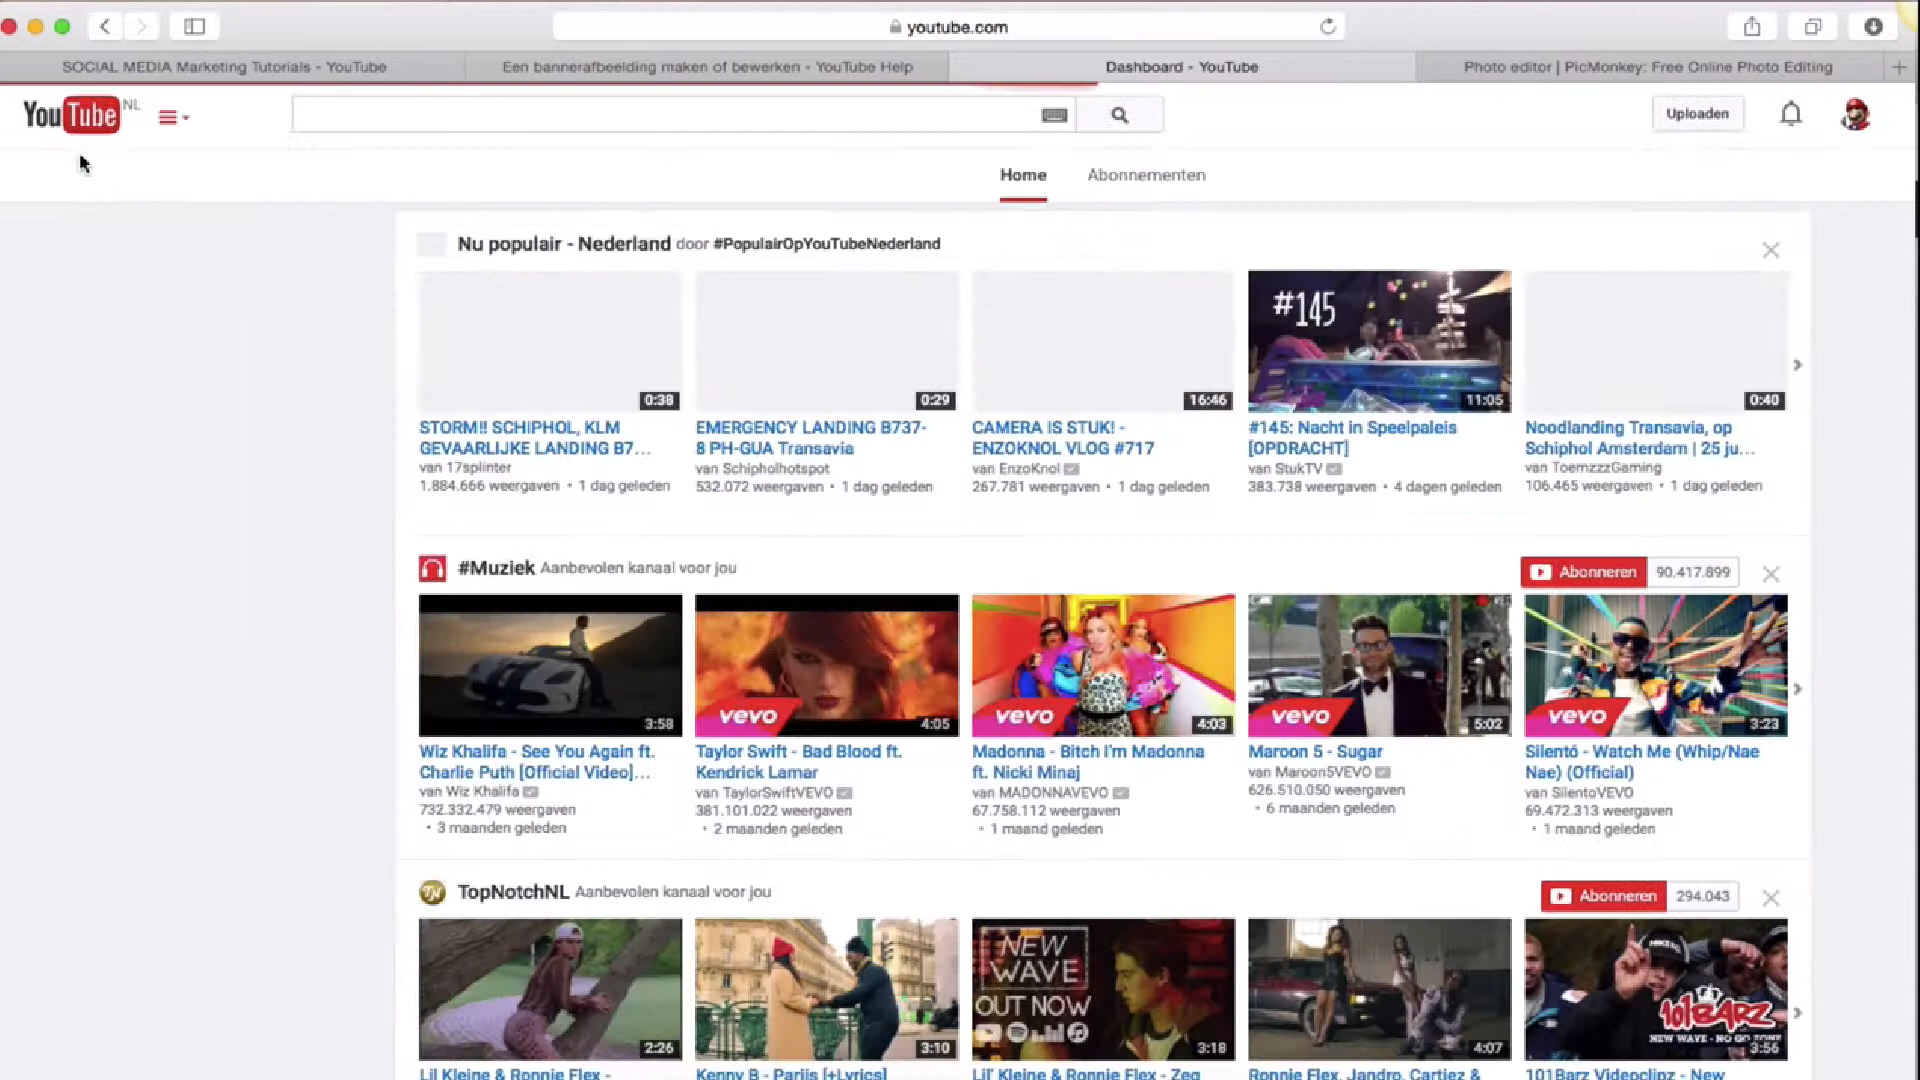 youtube.com
SOCIAL MEDIA Marketing Tutorials - YouTube
Een bannerafbeelding maken of bewerken - YouTube Help
Dashboard - YouTube
Photo editor | PicMonkey: Free Online Photo Editing
YouTube NL
Uploaden
Home
Abonnementen
Nu populair - Nederland door #PopulairOpYouTubeNederland
#145
0:38
0:29
16:46
11:05
0:40
STORM!! SCHIPHOL, KLM
GEVAARLIJKE LANDING B7...
van 17splinter
1.884.666 weergaven • 1 dag geleden
EMERGENCY LANDING B737-
8 PH-GUA Transavia
van Schipholhotspot
532.072 weergaven • 1 dag geleden
CAMERA IS STUK! -
ENZOKNOL VLOG #717
van EnzoKnol
267.781 weergaven • 1 dag geleden
#145: Nacht in Speelpaleis
[OPDRACHT]
van StukTV
383.738 weergaven • 4 dagen geleden
Noodlanding Transavia, op
Schiphol Amsterdam | 25 ju...
van ToemzzzGaming
106.465 weergaven • 1 dag geleden
#Muziek Aanbevolen kanaal voor jou
Abonneren 90.417.899
3:58
vevo 4:05
vevo 4:03
vevo 5:02
vevo 3:23
Wiz Khalifa - See You Again ft.
Charlie Puth [Official Video]...
van Wiz Khalifa
732.332.479 weergaven
• 3 maanden geleden
Taylor Swift - Bad Blood ft.
Kendrick Lamar
van TaylorSwiftVEVO
381.101.022 weergaven
• 2 maanden geleden
Madonna - Bitch I'm Madonna
ft. Nicki Minaj
van MADONNAVEVO
67.758.112 weergaven
• 1 maand geleden
Maroon 5 - Sugar
van Maroon5VEVO
626.510.050 weergaven
• 6 maanden geleden
Silentó - Watch Me (Whip/Nae
Nae) (Official)
van SilentoVEVO
69.472.313 weergaven
• 1 maand geleden
TopNotchNL Aanbevolen kanaal voor jou
Abonneren 294.043
2:26
3:10
NEW
WAVE
OUT NOW
3:18
4:07
101BARZ
NEW WAVE - NO GO ZONE
3:56
Lil Kleine & Ronnie Flex -
Kenny B - Parijs [+Lyrics]
Lil' Kleine & Ronnie Flex - Zeg
Ronnie Flex, Jandro, Cartiez &
101Barz Videoclipz - New